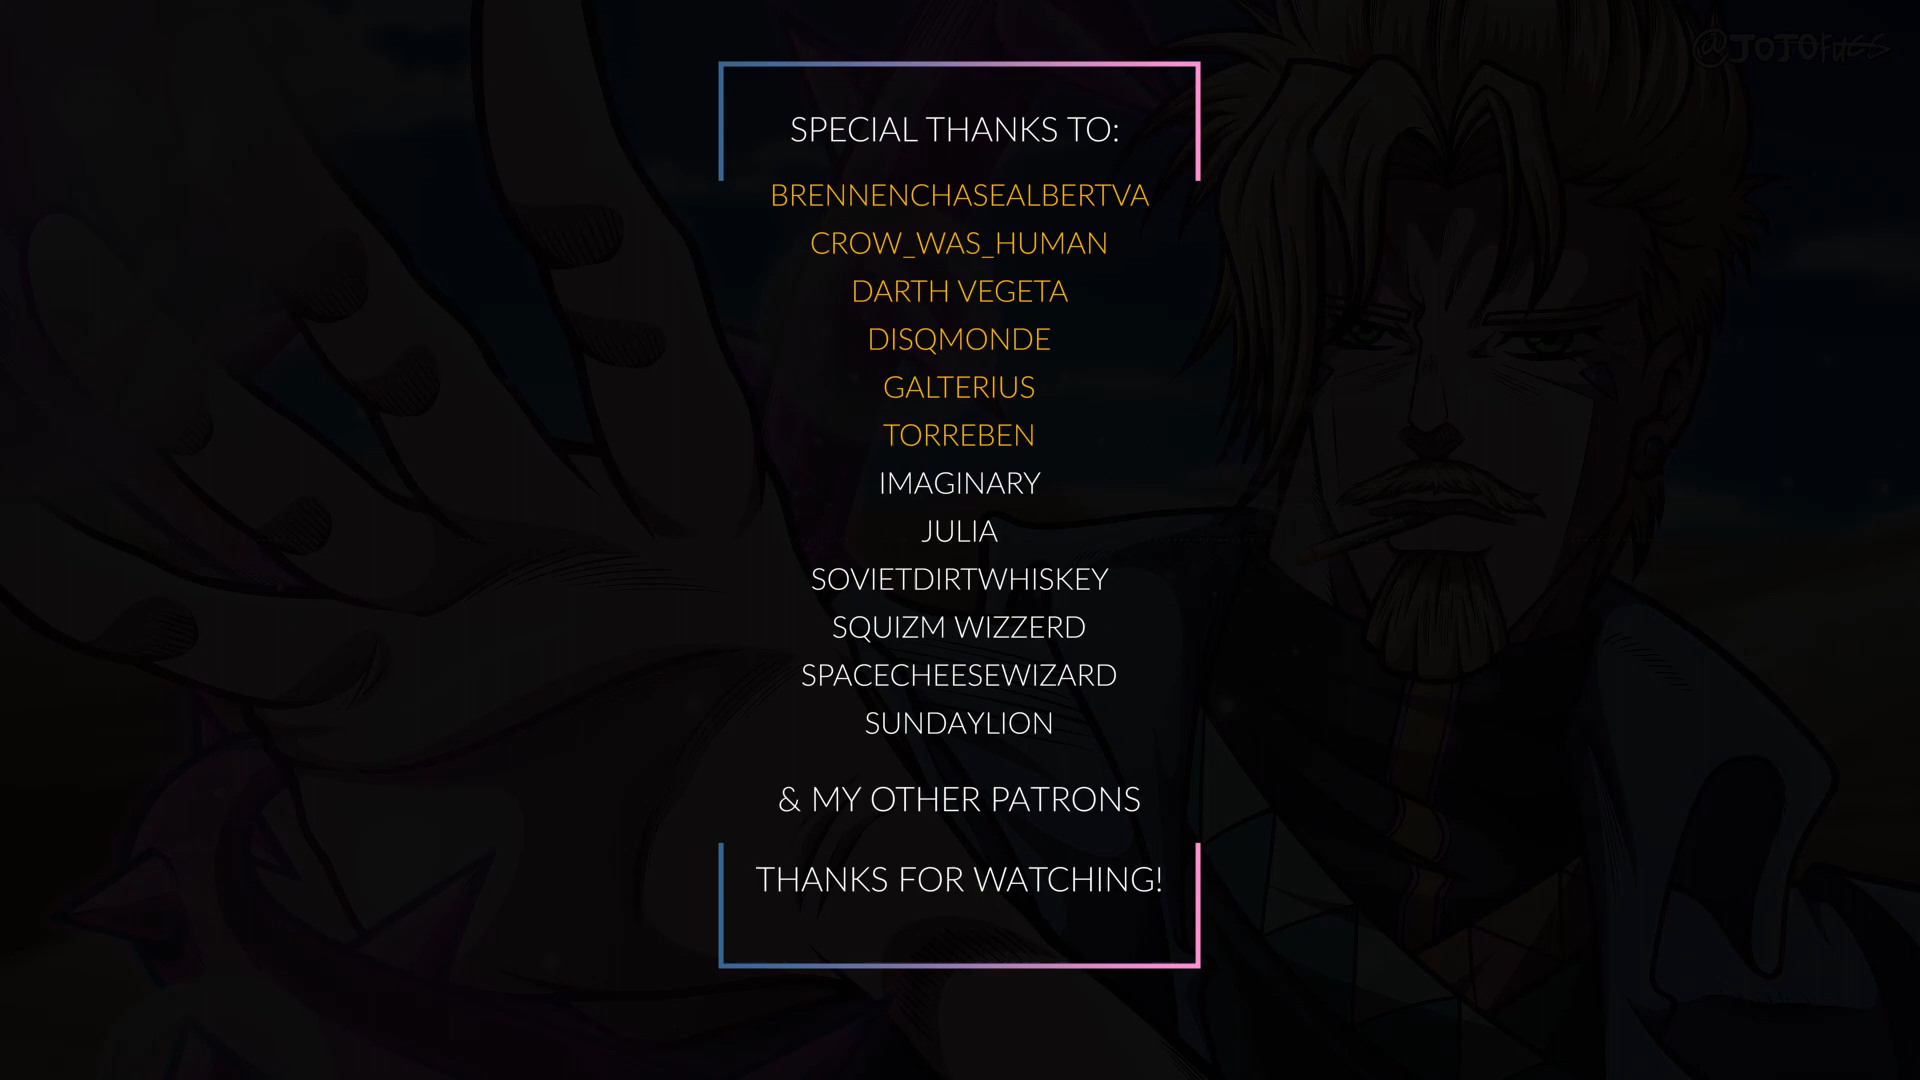 @JOJOFUGS
SPECIAL THANKS TO:
BRENNENCHASEALBERTVA
CROW_WAS_HUMAN
DARTH VEGETA
DISQMONDE
GALTERIUS
TORREBEN
IMAGINARY
JULIA
SOVIETDIRTWHISKEY
SQUIZM WIZZERD
SPACECHEESEWIZARD
SUNDAYLION
& MY OTHER PATRONS
THANKS FOR WATCHING!